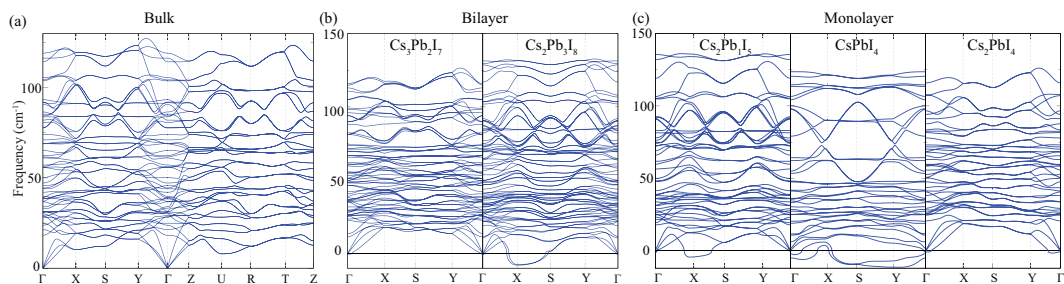 (a) Bulk
(b) Bilayer
(c) Monolayer
Cs₃Pb₂I₇ Cs₂Pb₃I₈
Cs₂Pb₁I₅ CsPbI₄ Cs₂PbI₄
Frequency (cm⁻¹)
100
50
0
150
100
50
0
150
100
50
0
Γ X S Y Γ Z U R T Z
Γ X S Y Γ X S Y Γ
Γ X S Y Γ X S Y Γ X S Y Γ